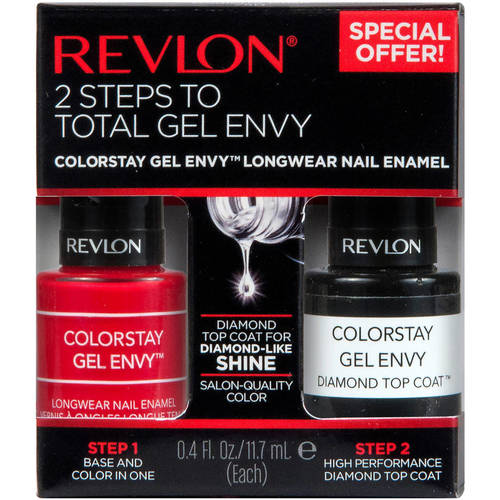 REVLON®
SPECIAL
OFFER!
2 STEPS TO
TOTAL GEL ENVY
COLORSTAY GEL ENVY™ LONGWEAR NAIL ENAMEL
REVLON
COLORSTAY
GEL ENVY™
LONGWEAR NAIL ENAMEL
VERNIS À ONGLES LONGUE
DIAMOND
TOP COAT FOR
DIAMOND-LIKE
SHINE
SALON-QUALITY
COLOR
REVLON
COLORSTAY
GEL ENVY
DIAMOND TOP COAT™
STEP 1
BASE AND
COLOR IN ONE
0.4 Fl. Oz./11.7 mL ℮
(Each)
STEP 2
HIGH PERFORMANCE
DIAMOND TOP COAT